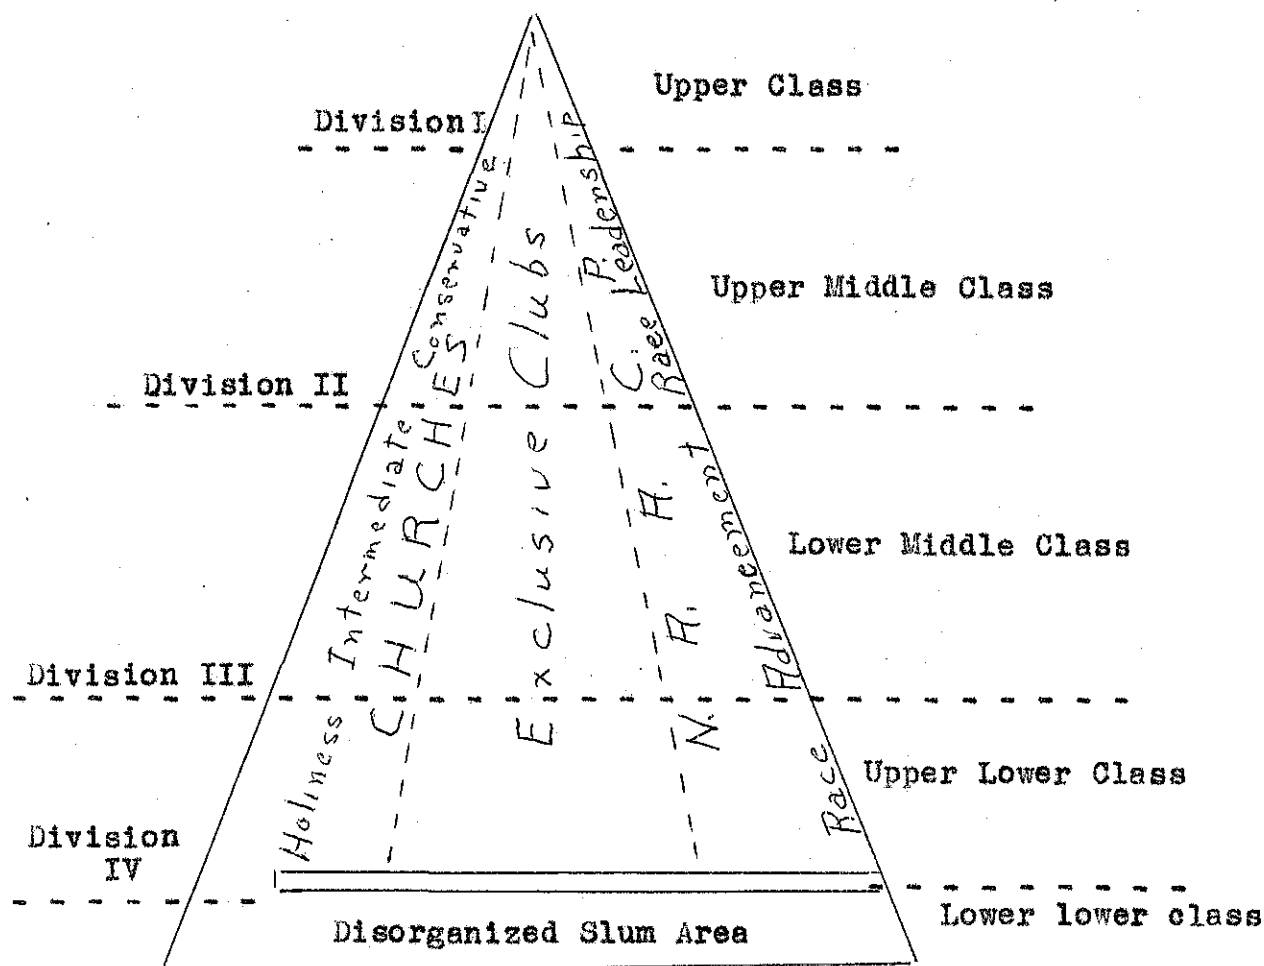 Upper Class
Division I
Upper Middle Class
Division II
Lower Middle Class
Division III
Upper Lower Class
Division
IV
Lower lower class
Disorganized Slum Area
Holiness Intermediate Conservative
CHURCHES
Exclusive Clubs
N. A. A. C. P.
Race Advancement Race Leadership